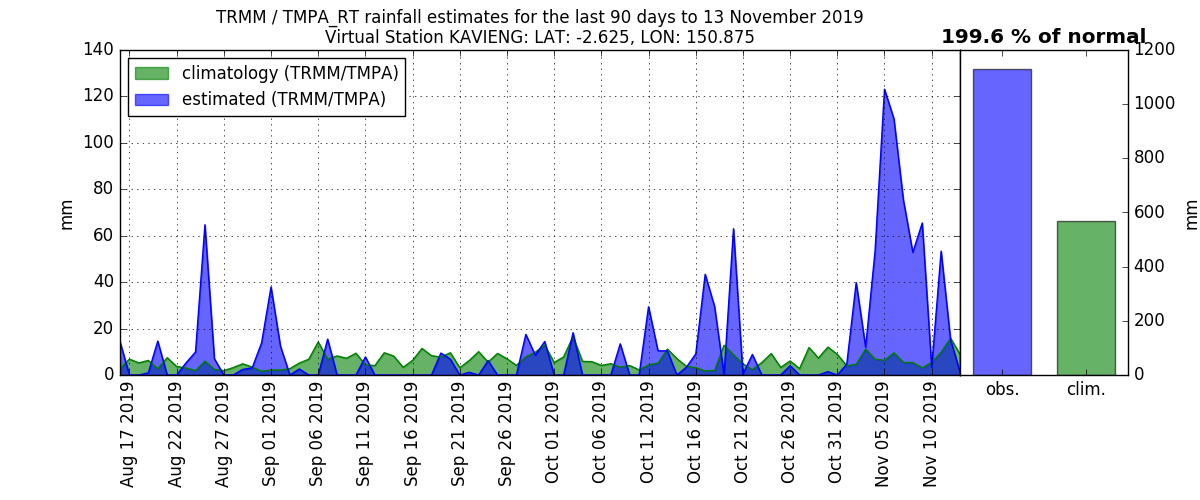 TRMM / TMPA_RT rainfall estimates for the last 90 days to 13 November 2019
Virtual Station KAVIENG: LAT: -2.625, LON: 150.875
199.6 % of normal
climatology (TRMM/TMPA)
estimated (TRMM/TMPA)
mm
140
120
100
80
60
40
20
0
Aug 17 2019
Aug 22 2019
Aug 27 2019
Sep 01 2019
Sep 06 2019
Sep 11 2019
Sep 16 2019
Sep 21 2019
Sep 26 2019
Oct 01 2019
Oct 06 2019
Oct 11 2019
Oct 16 2019
Oct 21 2019
Oct 26 2019
Oct 31 2019
Nov 05 2019
Nov 10 2019
obs.
clim.
1200
1000
800
600
400
200
0
mm